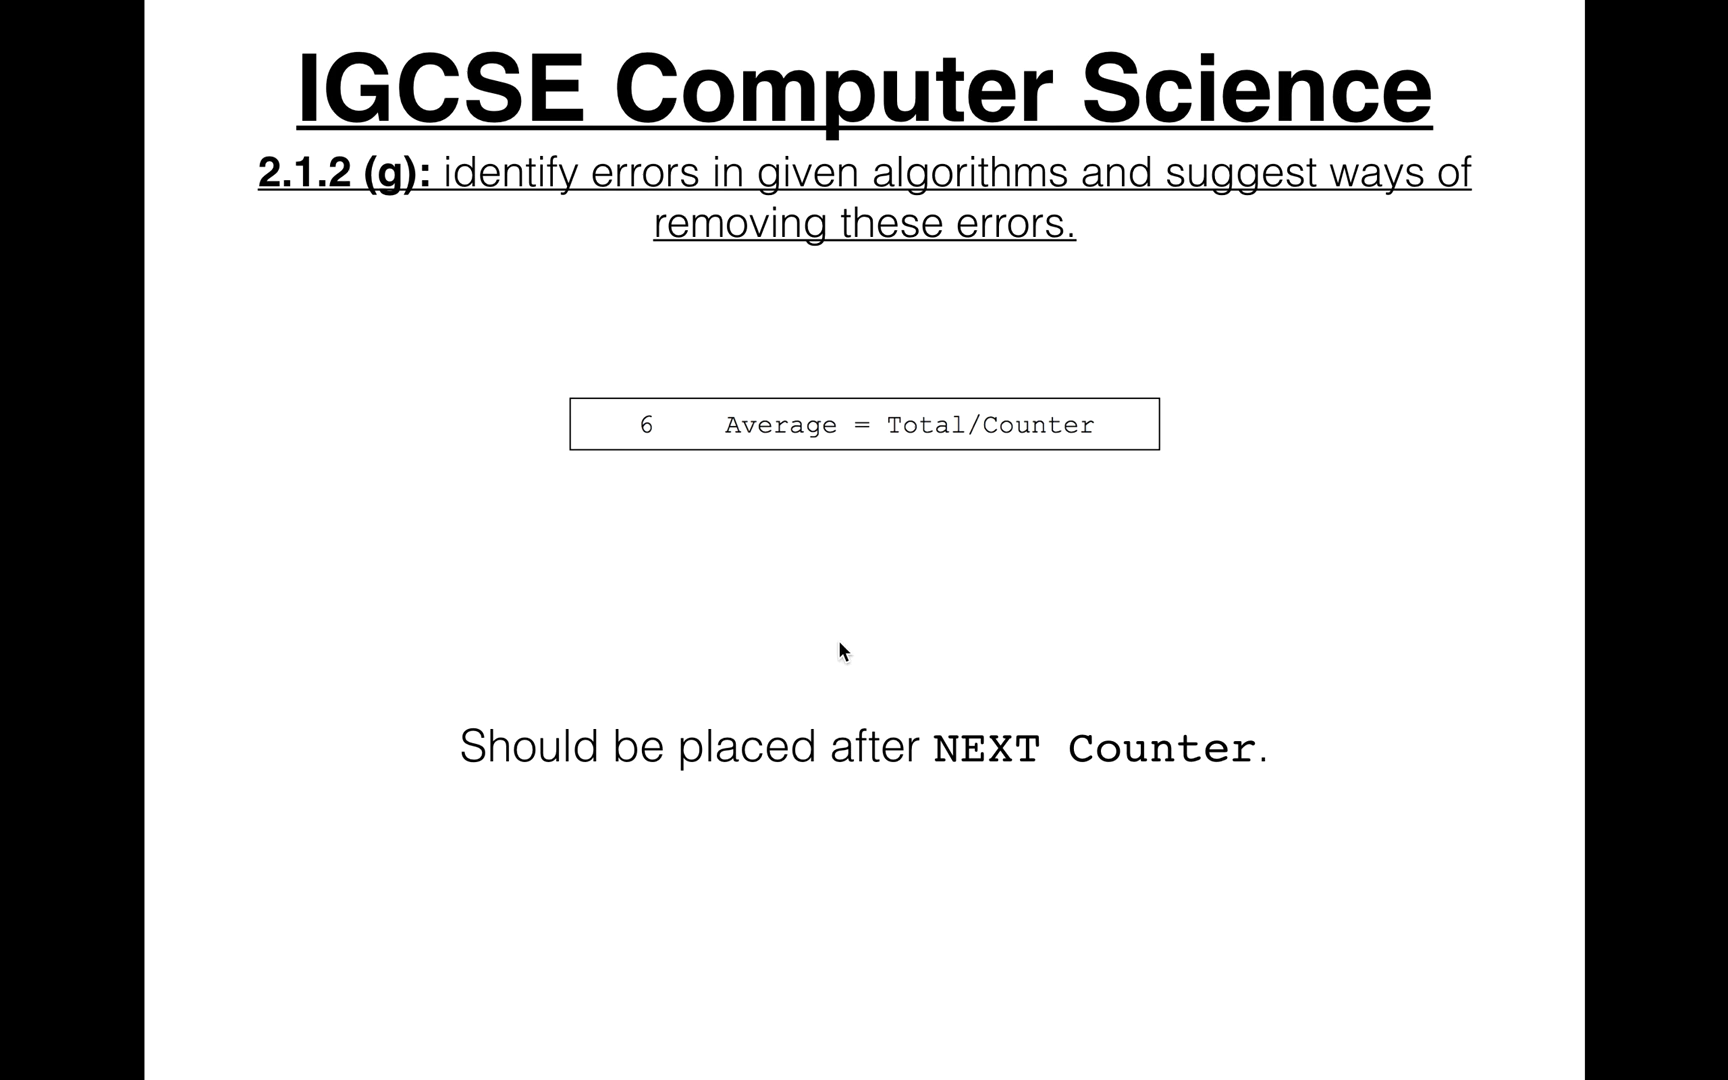 IGCSE Computer Science
2.1.2 (g): identify errors in given algorithms and suggest ways of
removing these errors.
6 Average = Total/Counter
Should be placed after NEXT Counter.